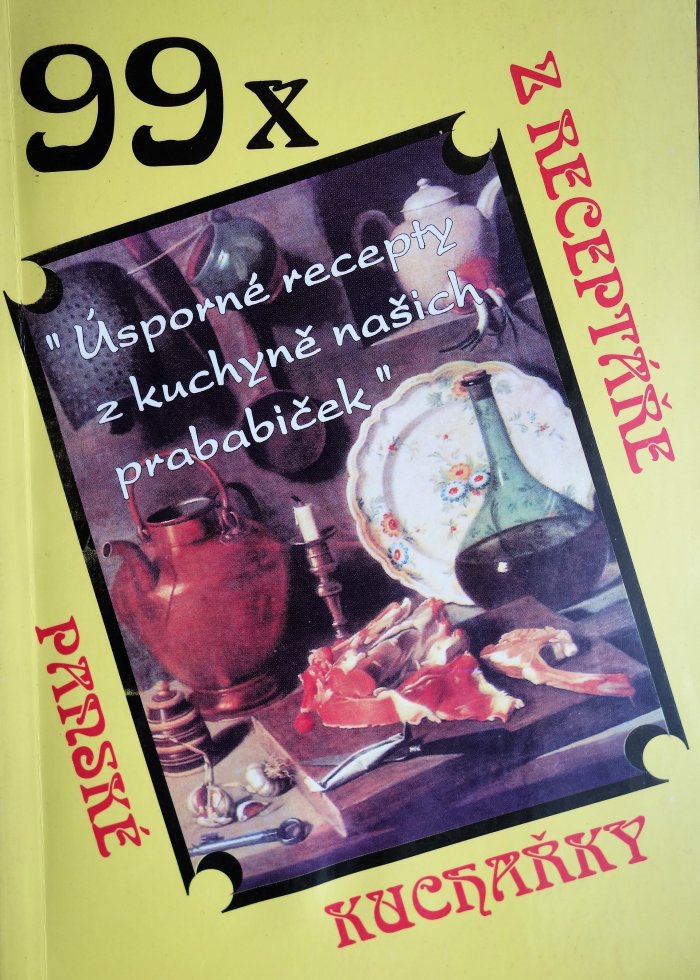 99x
Z RECEPTÁŘE
PANSKÉ
KUCHAŘKY
"Úsporné recepty
z kuchyně našich
prababiček"